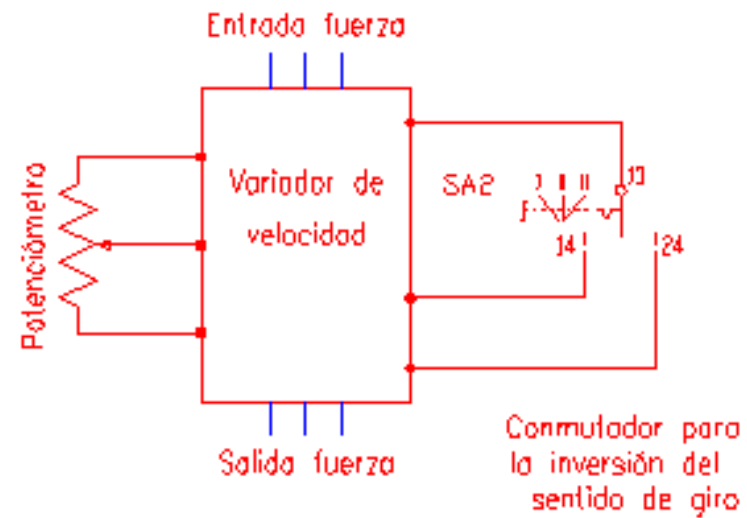 Entrada fuerza
Potenciómetro
Variador de
velocidad
SA2
13
14
24
Salida fuerza
Conmutador para
la inversión del
sentido de giro